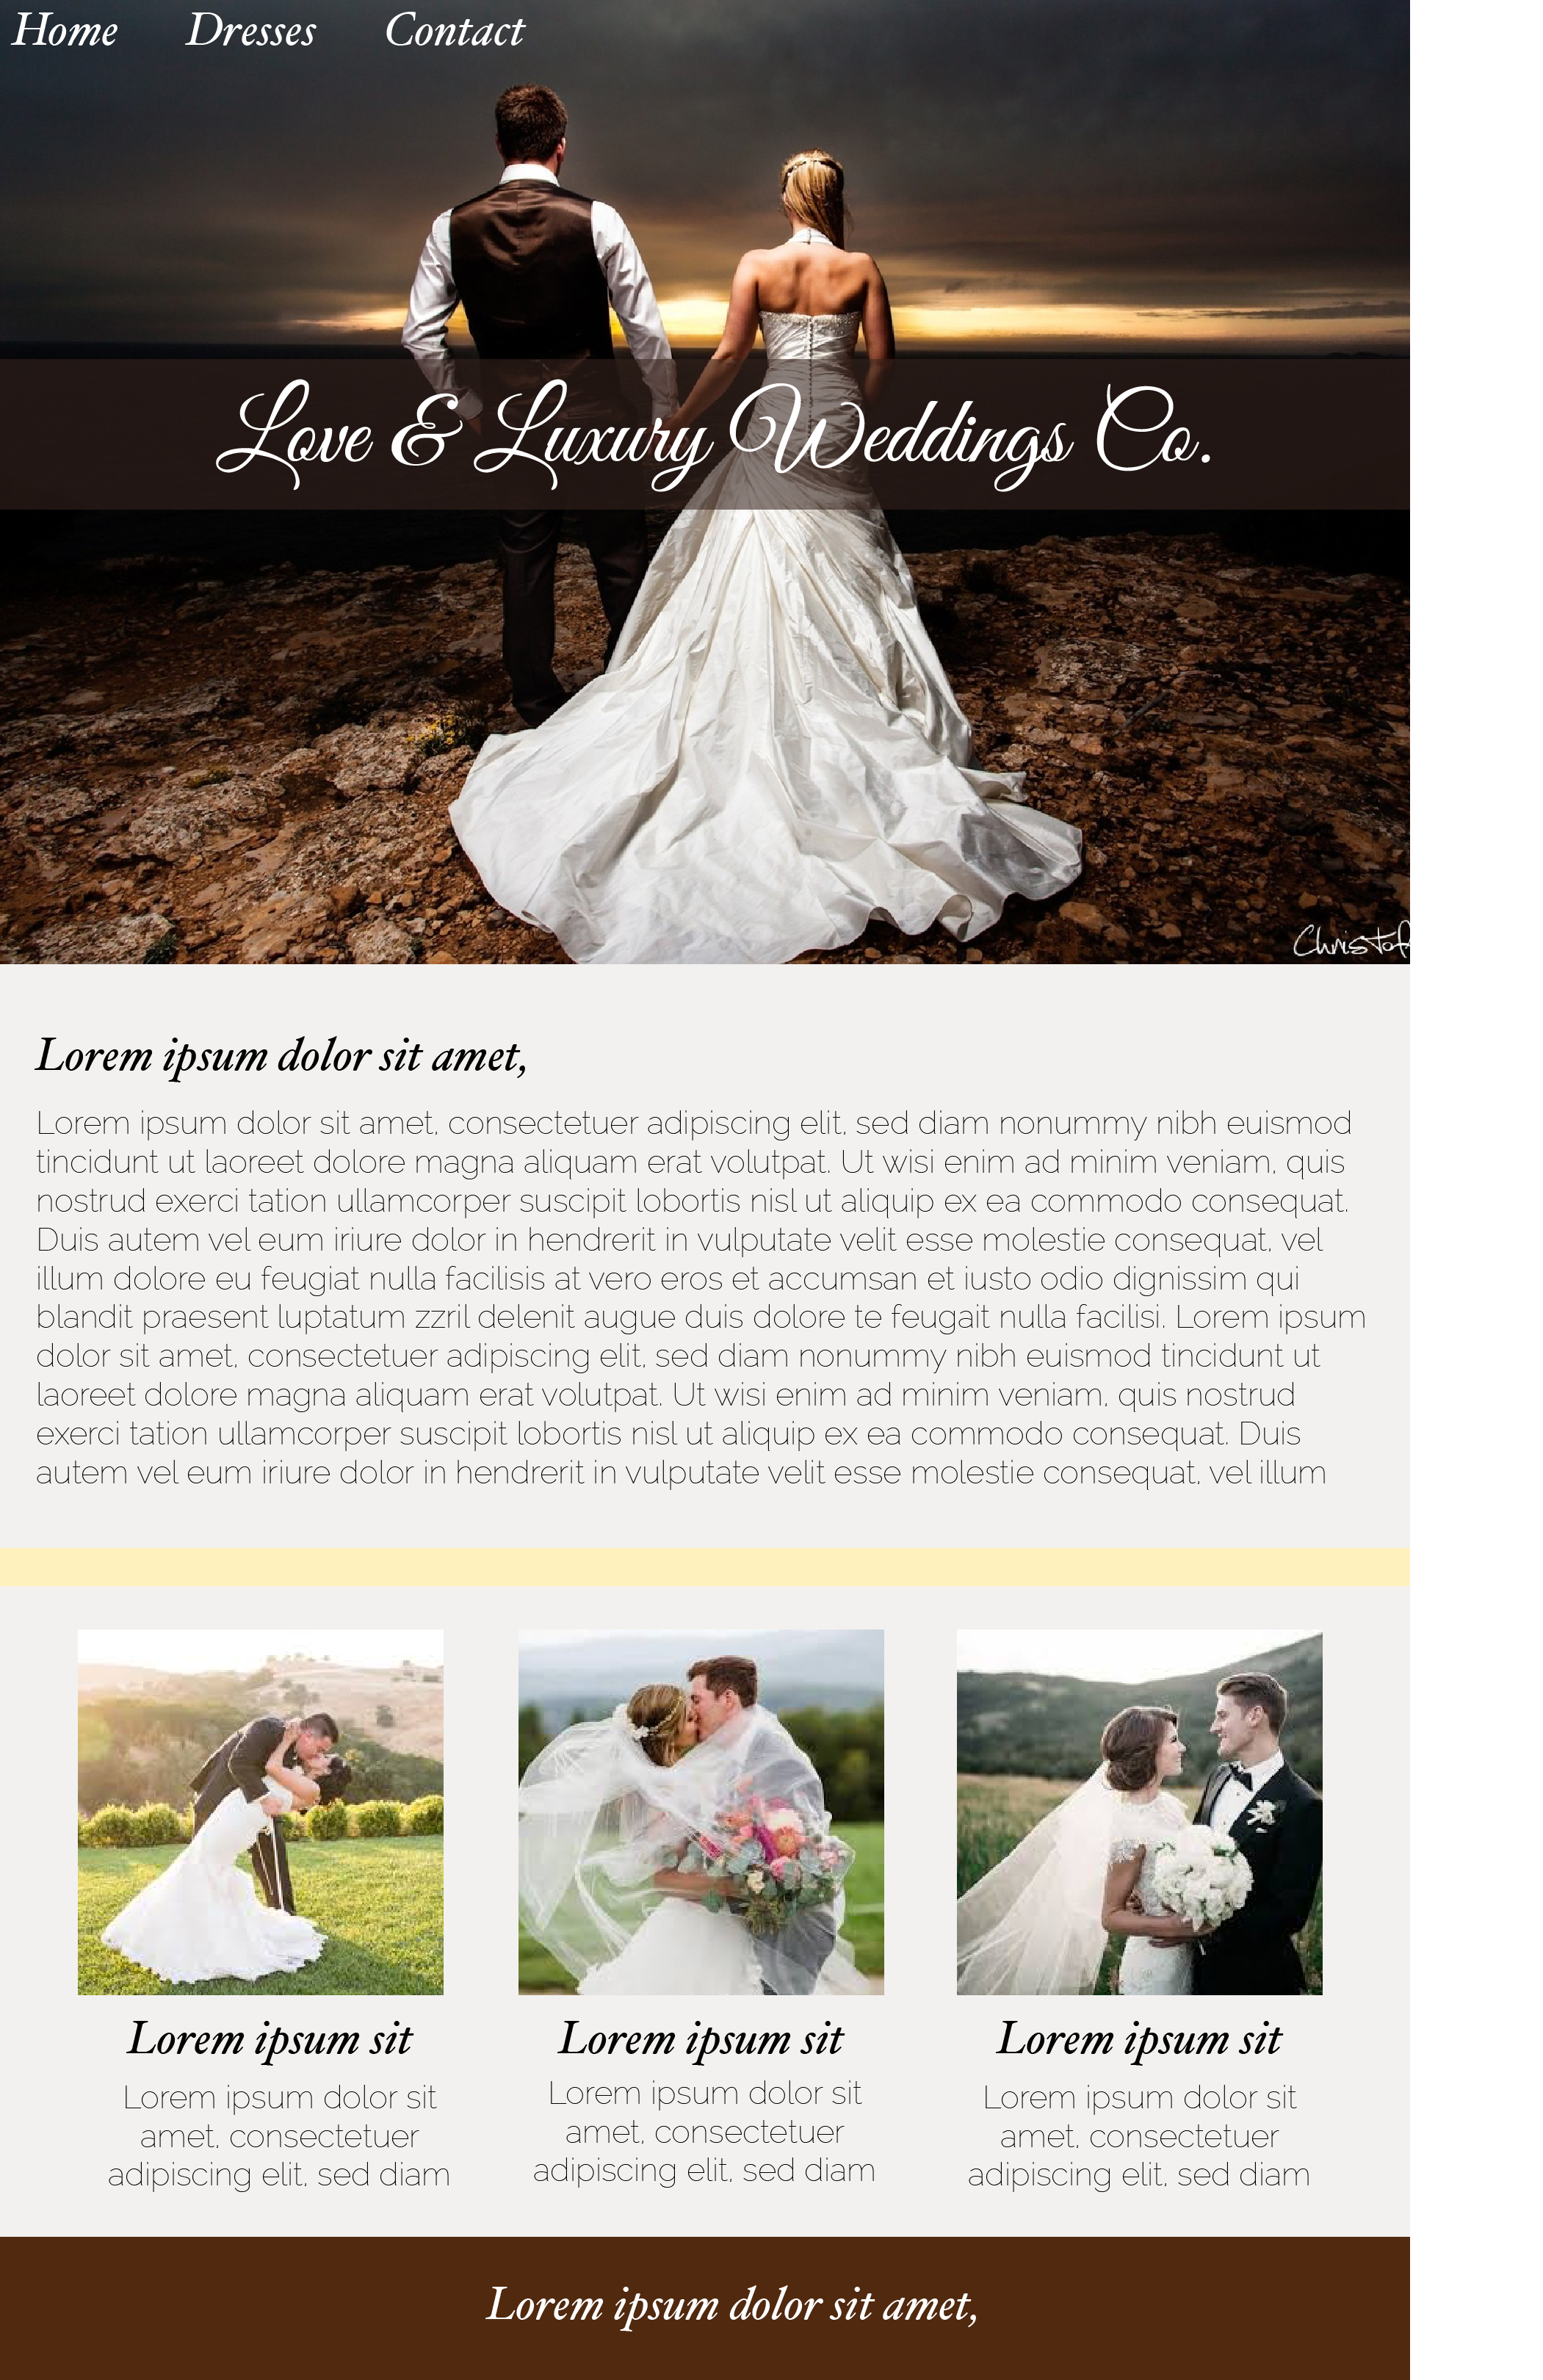 Home Dresses Contact
Love & Luxury Weddings Co.
Lorem ipsum dolor sit amet,
Lorem ipsum dolor sit amet, consectetuer adipiscing elit, sed diam nonummy nibh euismod
tincidunt ut laoreet dolore magna aliquam erat volutpat. Ut wisi enim ad minim veniam, quis
nostrud exerci tation ullamcorper suscipit lobortis nisl ut aliquip ex ea commodo consequat.
Duis autem vel eum iriure dolor in hendrerit in vulputate velit esse molestie consequat, vel
illum dolore eu feugiat nulla facilisis at vero eros et accumsan et iusto odio dignissim qui
blandit praesent luptatum zzril delenit augue duis dolore te feugait nulla facilisi. Lorem ipsum
dolor sit amet, consectetuer adipiscing elit, sed diam nonummy nibh euismod tincidunt ut
laoreet dolore magna aliquam erat volutpat. Ut wisi enim ad minim veniam, quis nostrud
exerci tation ullamcorper suscipit lobortis nisl ut aliquip ex ea commodo consequat. Duis
autem vel eum iriure dolor in hendrerit in vulputate velit esse molestie consequat, vel illum
Lorem ipsum sit
Lorem ipsum dolor sit
amet, consectetuer
adipiscing elit, sed diam
Lorem ipsum sit
Lorem ipsum dolor sit
amet, consectetuer
adipiscing elit, sed diam
Lorem ipsum sit
Lorem ipsum dolor sit
amet, consectetuer
adipiscing elit, sed diam
Lorem ipsum dolor sit amet,